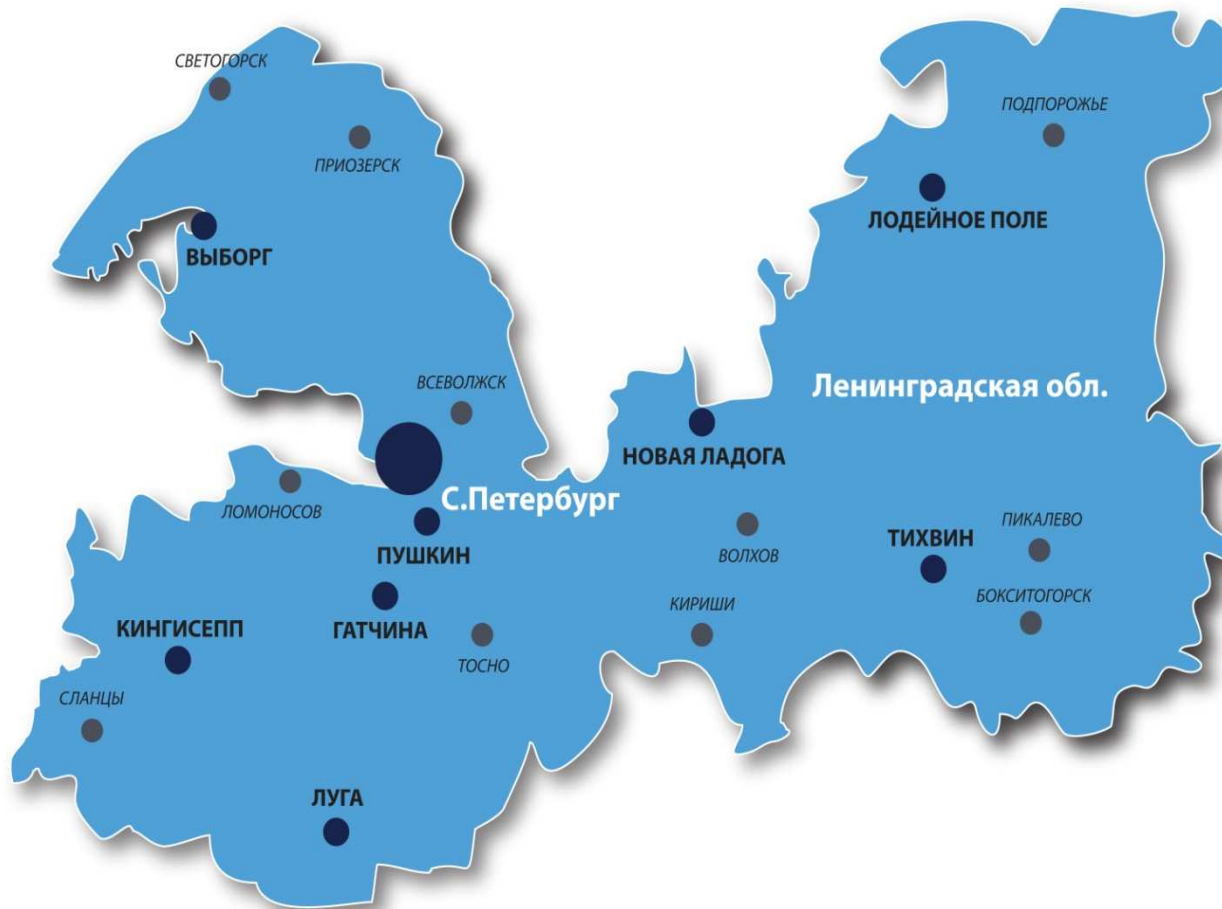 СВЕТОГОРСК
ПОДПОРОЖЬЕ
ПРИОЗЕРСК
ЛОДЕЙНОЕ ПОЛЕ
ВЫБОРГ
ВСЕВОЛЖСК
Ленинградская обл.
НОВАЯ ЛАДОГА
С.Петербург
ЛОМОНОСОВ
ПУШКИН
ВОЛХОВ
ТИХВИН
ПИКАЛЕВО
БОКСИТОГОРСК
КИРИШИ
КИНГИСЕПП
ГАТЧИНА
ТОСНО
СЛАНЦЫ
ЛУГА